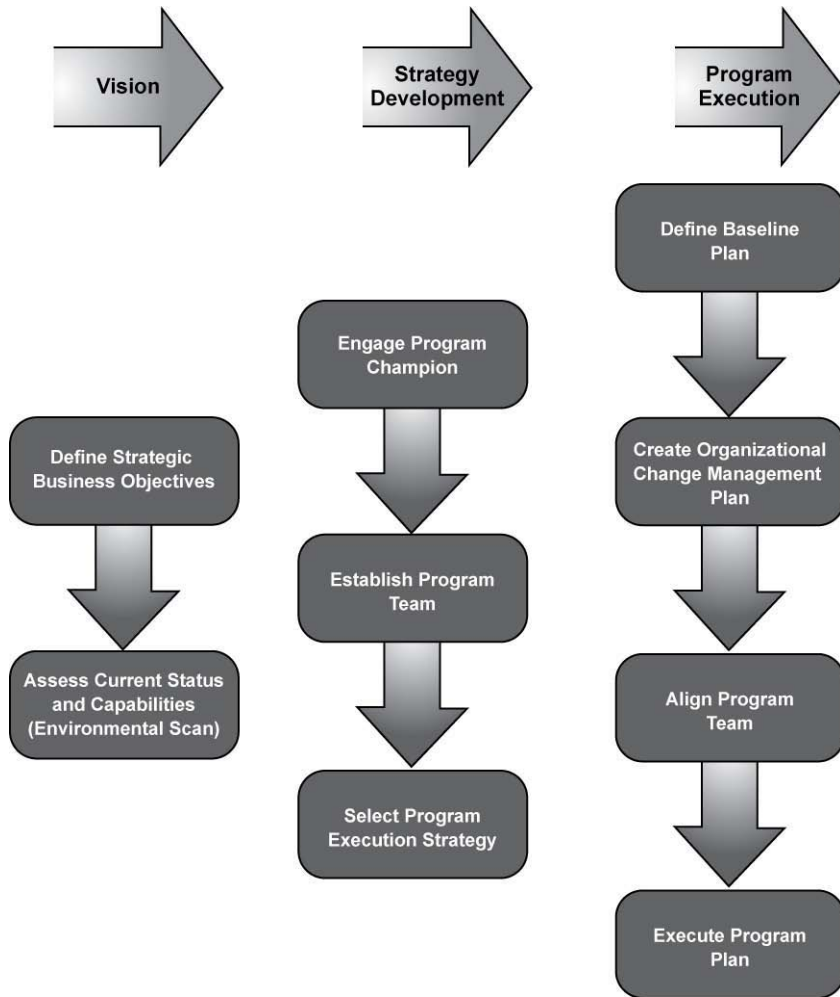 Vision
Strategy
Development
Program
Execution
Define Strategic
Business Objectives
Assess Current Status
and Capabilities
(Environmental Scan)
Engage Program
Champion
Establish Program
Team
Select Program
Execution Strategy
Define Baseline
Plan
Create Organizational
Change Management
Plan
Align Program
Team
Execute Program
Plan